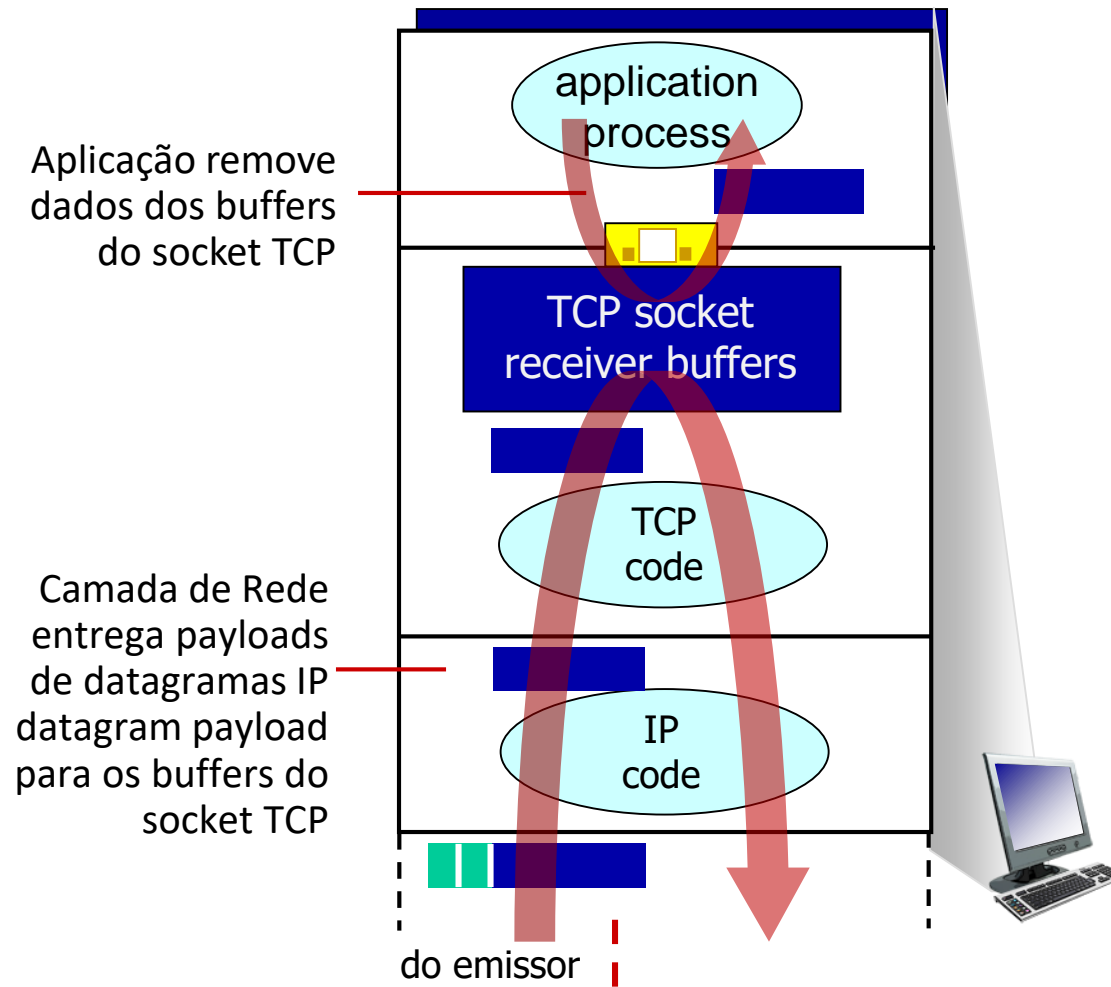 application
process
Aplicação remove
dados dos buffers
do socket TCP
TCP socket
receiver buffers
TCP
code
Camada de Rede
entrega payloads
de datagramas IP
datagram payload
para os buffers do
socket TCP
IP
code
do emissor